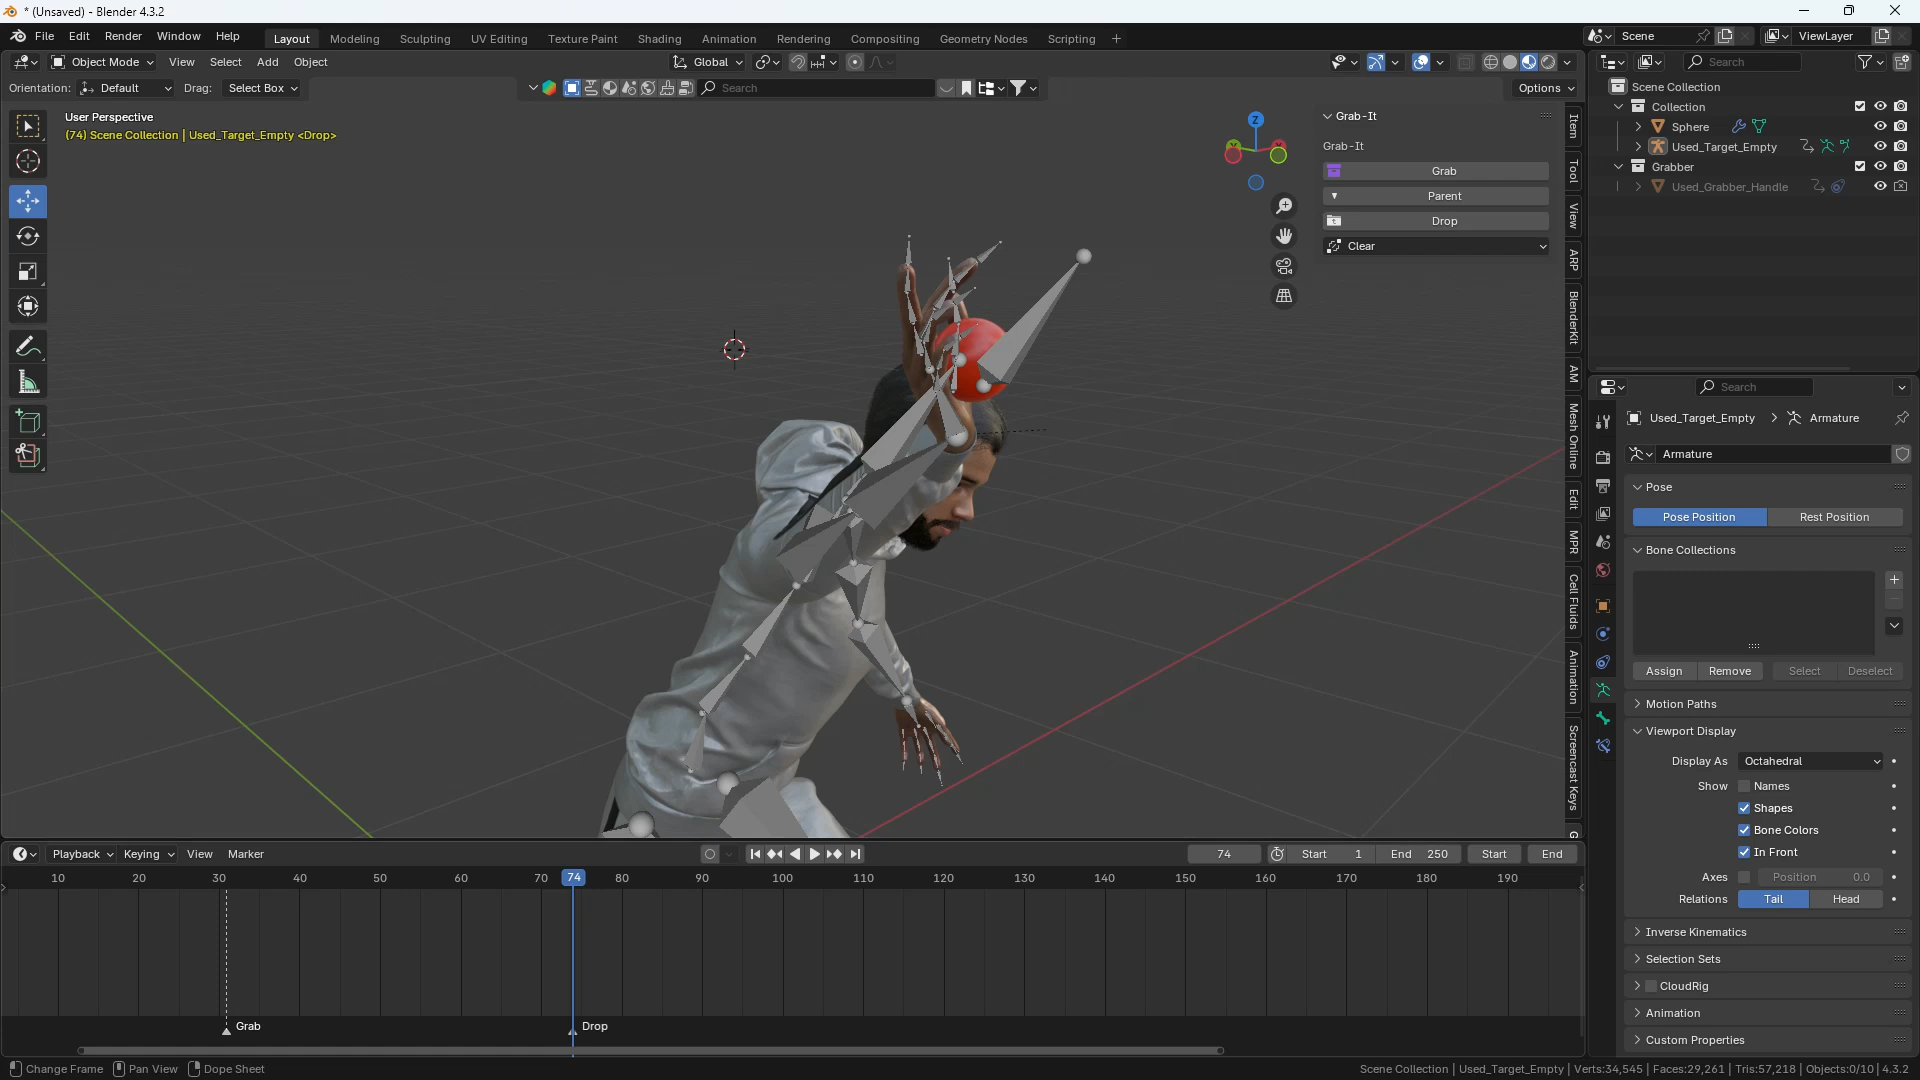 * (Unsaved) - Blender 4.3.2
File Edit Render Window Help Layout Modeling Sculpting UV Editing Texture Paint Shading Animation Rendering Compositing Geometry Nodes Scripting + Scene ViewLayer
Object Mode View Select Add Object Global Search
Orientation: Default Drag: Select Box Search Options
Scene Collection
Collection
Sphere
Used_Target_Empty
Grabber
Used_Grabber_Handle
User Perspective
(74) Scene Collection | Used_Target_Empty <Drop>
Z
Grab-It
Grab-It
Grab
Parent
Drop
Clear
Item
Tool
View
ARP
BlenderKit
AM
Mesh Online
Edit
MPR
Cell Fluids
Animation
Screencast Keys
G
Search
Used_Target_Empty > Armature
Armature
Pose
Pose Position Rest Position
Bone Collections
Assign Remove Select Deselect
Motion Paths
Viewport Display
Display As Octahedral
Show Names
Shapes
Bone Colors
In Front
Axes Position 0.0
Relations Tail Head
Inverse Kinematics
Selection Sets
CloudRig
Animation
Custom Properties
Playback Keying View Marker 74 Start 1 End 250 Start End
10 20 30 40 50 60 70 74 80 90 100 110 120 130 140 150 160 170 180 190
Grab Drop
Change Frame Pan View Dope Sheet Scene Collection | Used_Target_Empty | Verts:34,545 | Faces:29,261 | Tris:57,218 | Objects:0/10 | 4.3.2